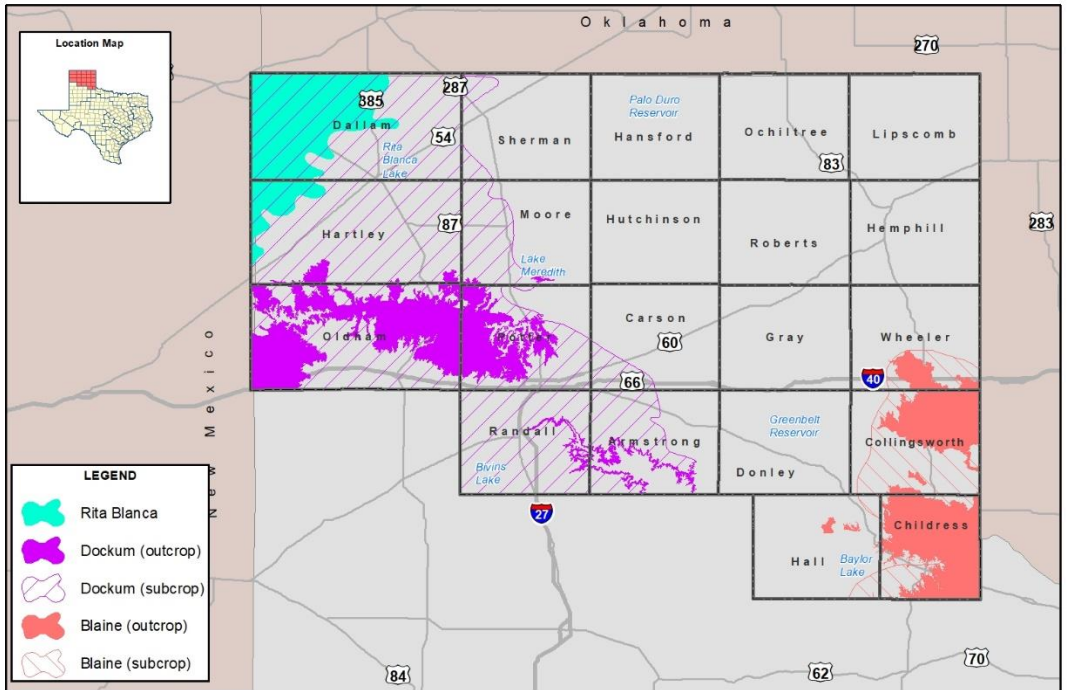 Oklahoma
Location Map
270
385
287
Dallam
54
Rita
Blanca
Lake
Sherman
Palo Duro
Reservoir
Hansford
Ochiltree
83
Lipscomb
Hartley
87
Moore
Lake
Meredith
Hutchinson
Roberts
Hemphill
283
Oldham
Potter
Carson
60
66
Gray
Wheeler
40
New Mexico
Randall
Bivins
Lake
Armstrong
Greenbelt
Reservoir
Donley
Collingsworth
27
Hall
Baylor
Lake
Childress
LEGEND
Rita Blanca
Dockum (outcrop)
Dockum (subcrop)
Blaine (outcrop)
Blaine (subcrop)
84
62
70